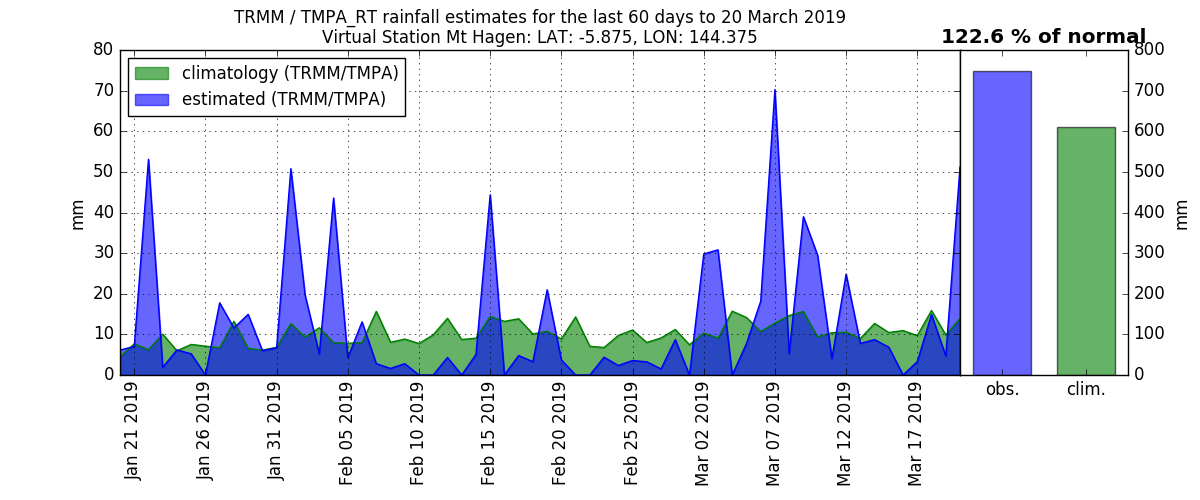 TRMM / TMPA_RT rainfall estimates for the last 60 days to 20 March 2019
Virtual Station Mt Hagen: LAT: -5.875, LON: 144.375
122.6 % of normal
climatology (TRMM/TMPA)
estimated (TRMM/TMPA)
mm
80
70
60
50
40
30
20
10
0
Jan 21 2019
Jan 26 2019
Jan 31 2019
Feb 05 2019
Feb 10 2019
Feb 15 2019
Feb 20 2019
Feb 25 2019
Mar 02 2019
Mar 07 2019
Mar 12 2019
Mar 17 2019
obs.
clim.
800
700
600
500
400
300
200
100
0
mm